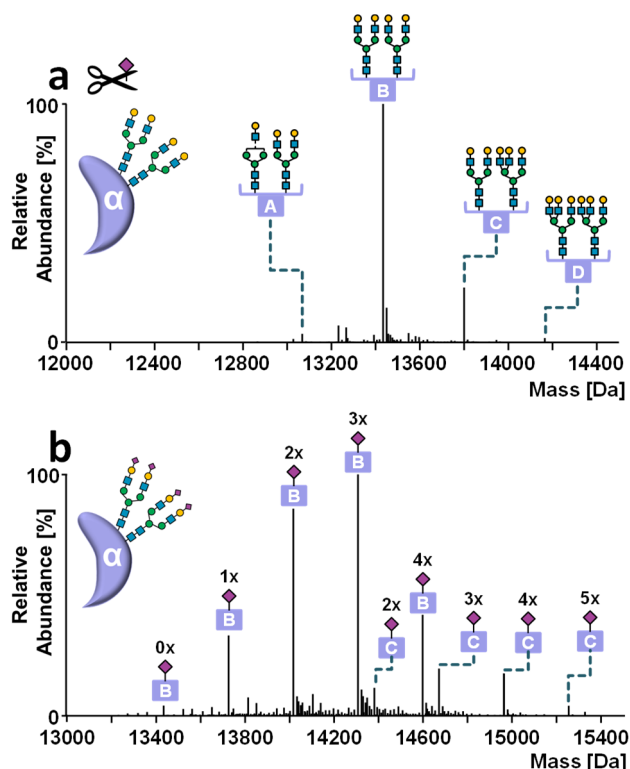 a
B
100
A
α
C
D
Relative
Abundance [%]
0
12000 12400 12800 13200 13600 14000 14400
Mass [Da]
b
3x
2x
B
100
B
α
4x
1x
B
2x 3x 4x 5x
B
C C C C
0x
B
Relative
Abundance [%]
0
13000 13400 13800 14200 14600 15000 15400
Mass [Da]